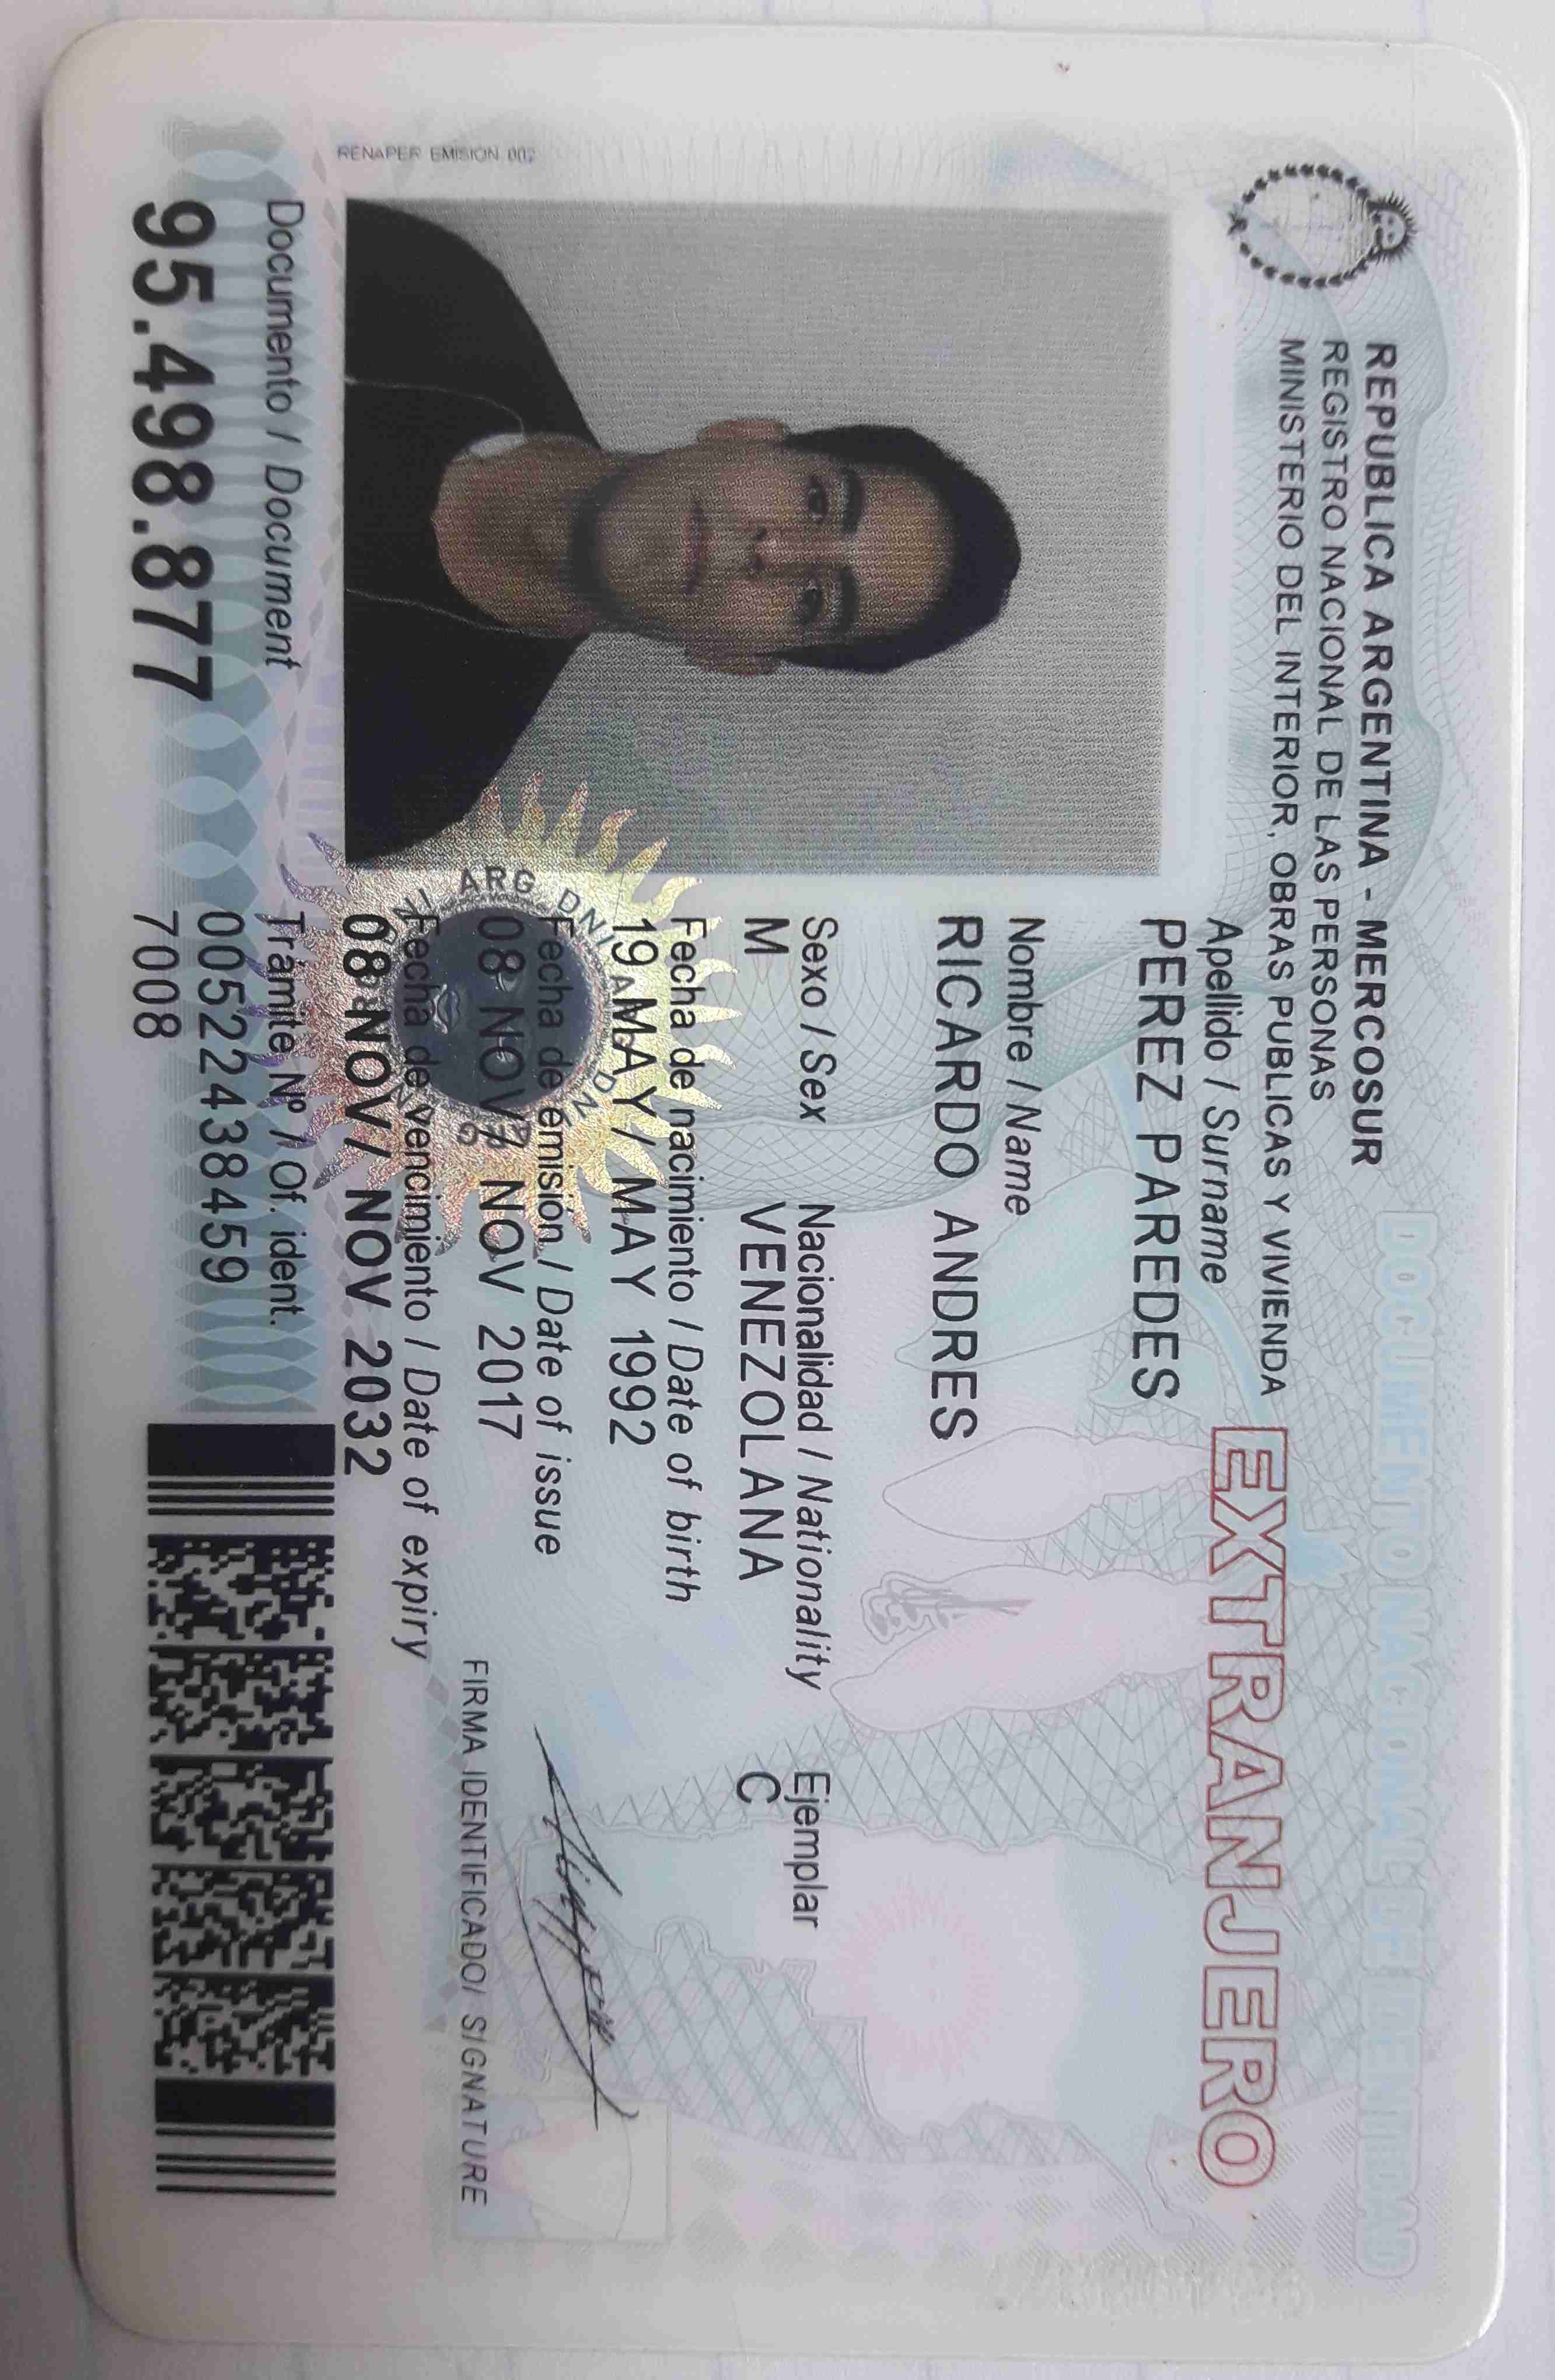 DOCUMENTO NACIONAL DE IDENTIDAD
REPUBLICA ARGENTINA - MERCOSUR
REGISTRO NACIONAL DE LAS PERSONAS
MINISTERIO DEL INTERIOR, OBRAS PUBLICAS Y VIVIENDA
EXTRANJERO
RENAPER EMISION 002
Apellido / Surname
PEREZ PAREDES
Nombre / Name
RICARDO ANDRES
Sexo / Sex Nacionalidad / Nationality Ejemplar
M VENEZOLANA C
Fecha de nacimiento / Date of birth
19 MAY/ MAY 1992
Fecha de emisión / Date of issue
08 NOV/ NOV 2017
Fecha de vencimiento / Date of expiry
08 NOV/ NOV 2032
FIRMA IDENTIFICADO/ SIGNATURE
Documento / Document
95.498.877
Trámite Nº / Of. ident.
00522438459
7008
ARG DNI